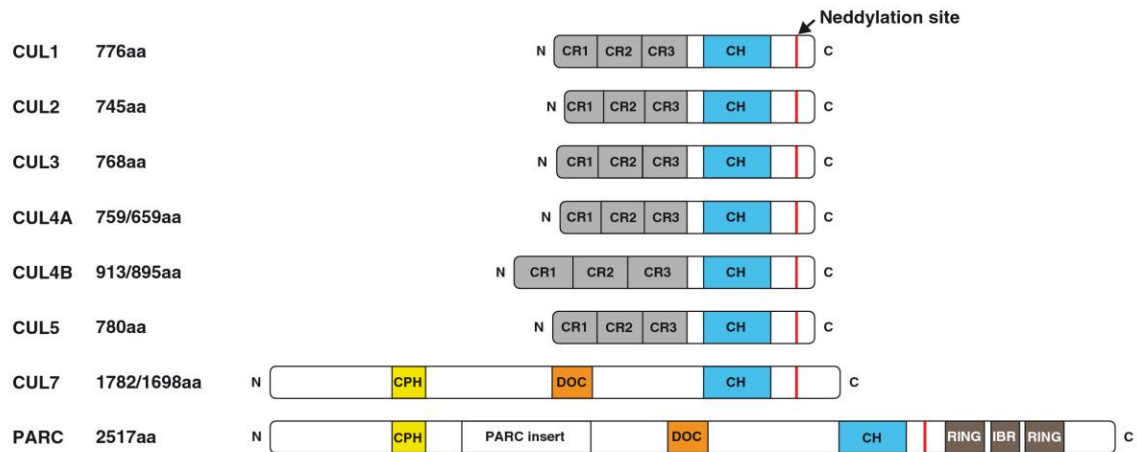 Neddylation site
CUL1 776aa N CR1 CR2 CR3 CH C
CUL2 745aa N CR1 CR2 CR3 CH C
CUL3 768aa N CR1 CR2 CR3 CH C
CUL4A 759/659aa N CR1 CR2 CR3 CH C
CUL4B 913/895aa N CR1 CR2 CR3 CH C
CUL5 780aa N CR1 CR2 CR3 CH C
CUL7 1782/1698aa N CPH DOC CH C
PARC 2517aa N CPH PARC insert DOC CH RING IBR RING C